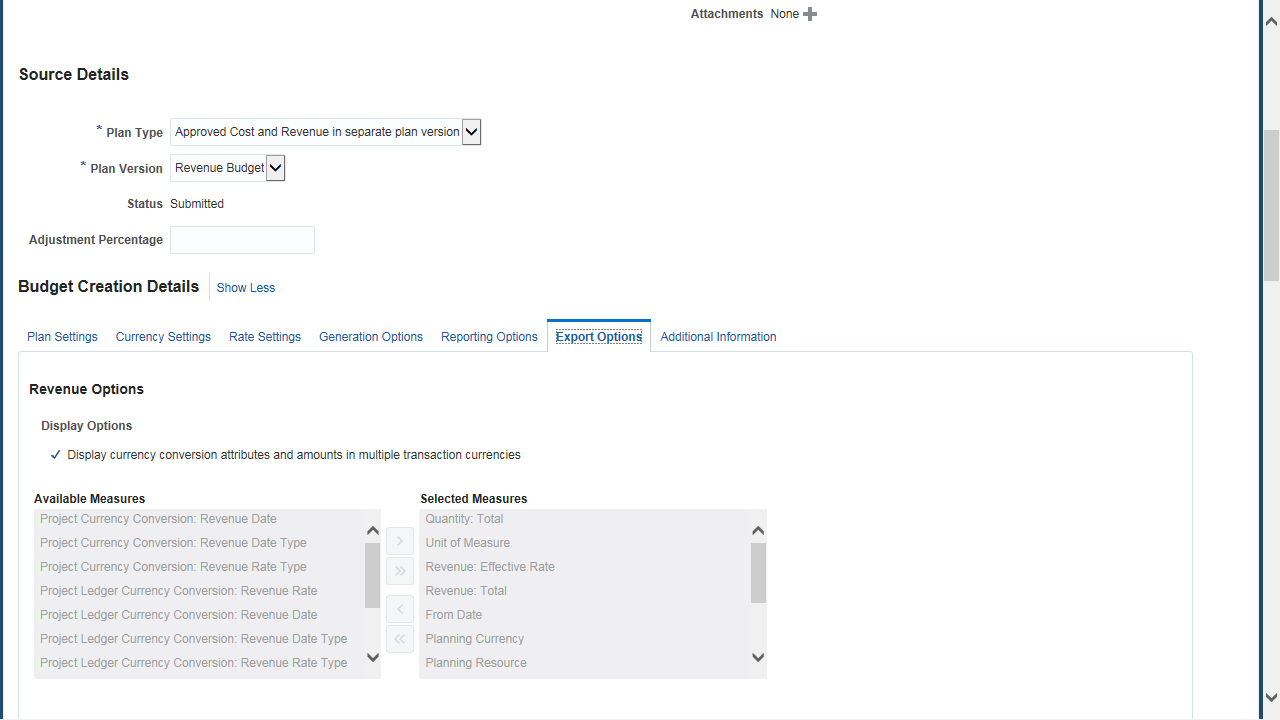 Attachments None
Source Details
* Plan Type Approved Cost and Revenue in separate plan version
* Plan Version Revenue Budget
Status Submitted
Adjustment Percentage
Budget Creation Details Show Less
Plan Settings Currency Settings Rate Settings Generation Options Reporting Options Export Options Additional Information
Revenue Options
Display Options
Display currency conversion attributes and amounts in multiple transaction currencies
Available Measures
Project Currency Conversion: Revenue Date
Project Currency Conversion: Revenue Date Type
Project Currency Conversion: Revenue Rate Type
Project Ledger Currency Conversion: Revenue Rate
Project Ledger Currency Conversion: Revenue Date
Project Ledger Currency Conversion: Revenue Date Type
Project Ledger Currency Conversion: Revenue Rate Type
Selected Measures
Quantity: Total
Unit of Measure
Revenue: Effective Rate
Revenue: Total
From Date
Planning Currency
Planning Resource